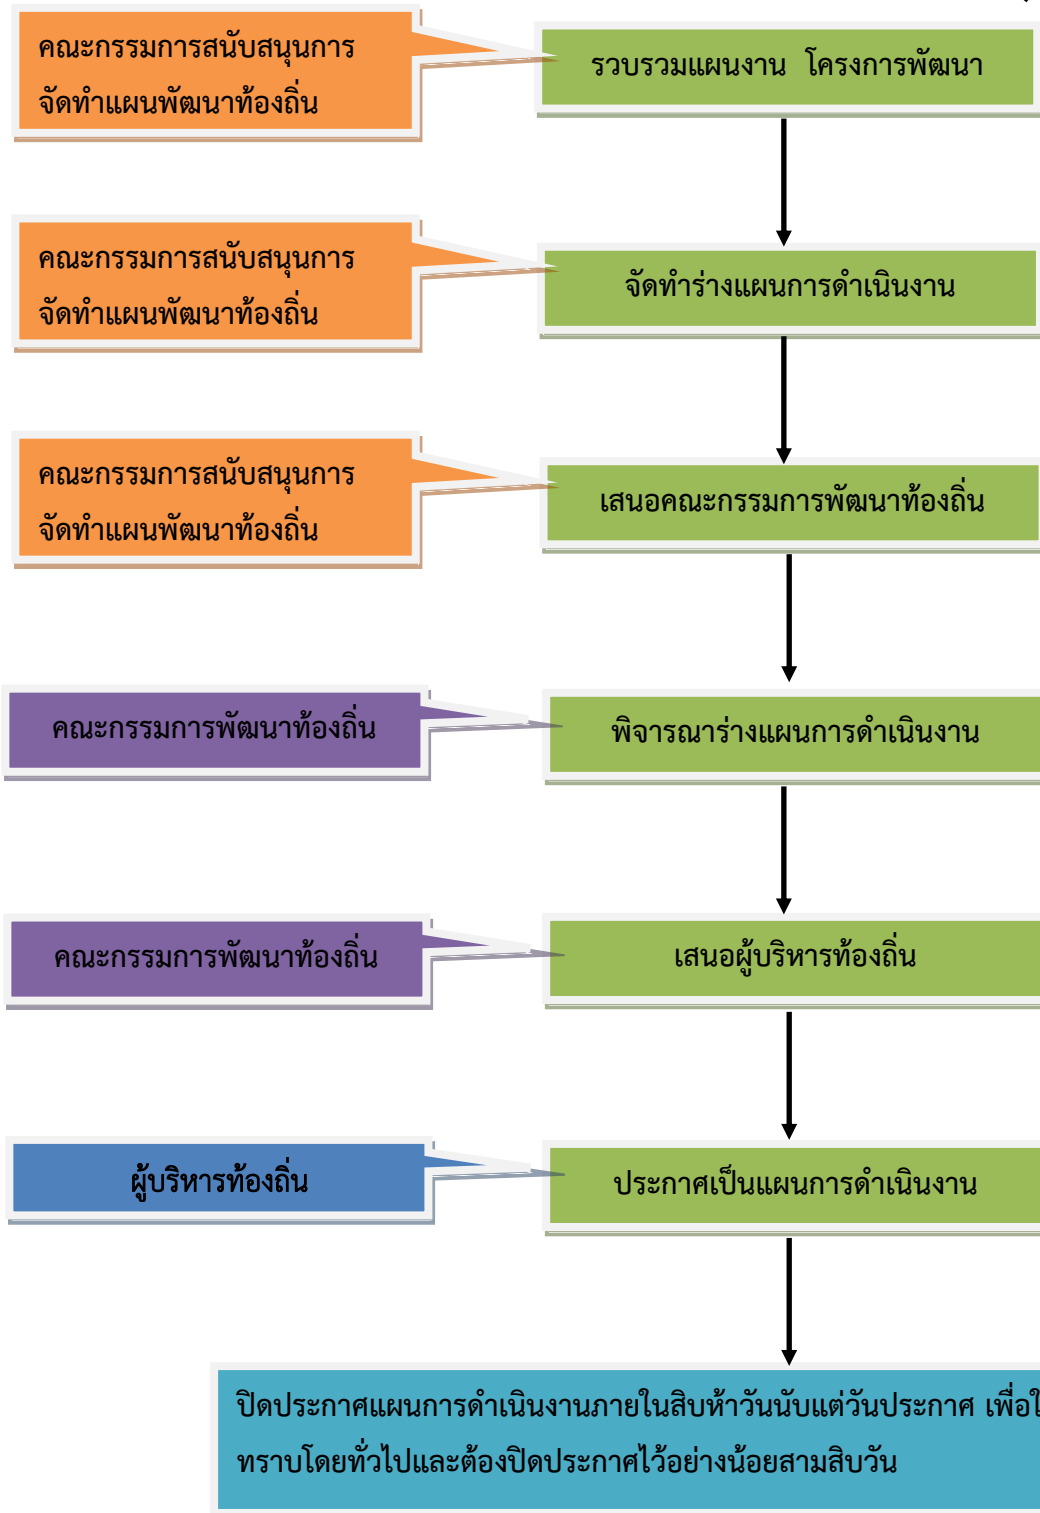 คณะกรรมการสนับสนุนการ
จัดทำแผนพัฒนาท้องถิ่น
รวบรวมแผนงาน โครงการพัฒนา
คณะกรรมการสนับสนุนการ
จัดทำแผนพัฒนาท้องถิ่น
จัดทำร่างแผนการดำเนินงาน
คณะกรรมการสนับสนุนการ
จัดทำแผนพัฒนาท้องถิ่น
เสนอคณะกรรมการพัฒนาท้องถิ่น
คณะกรรมการพัฒนาท้องถิ่น
พิจารณาร่างแผนการดำเนินงาน
คณะกรรมการพัฒนาท้องถิ่น
เสนอผู้บริหารท้องถิ่น
ผู้บริหารท้องถิ่น
ประกาศเป็นแผนการดำเนินงาน
ปิดประกาศแผนการดำเนินงานภายในสิบห้าวันนับแต่วันประกาศ เพื่อ
ทราบโดยทั่วไปและต้องปิดประกาศไว้อย่างน้อยสามสิบวัน